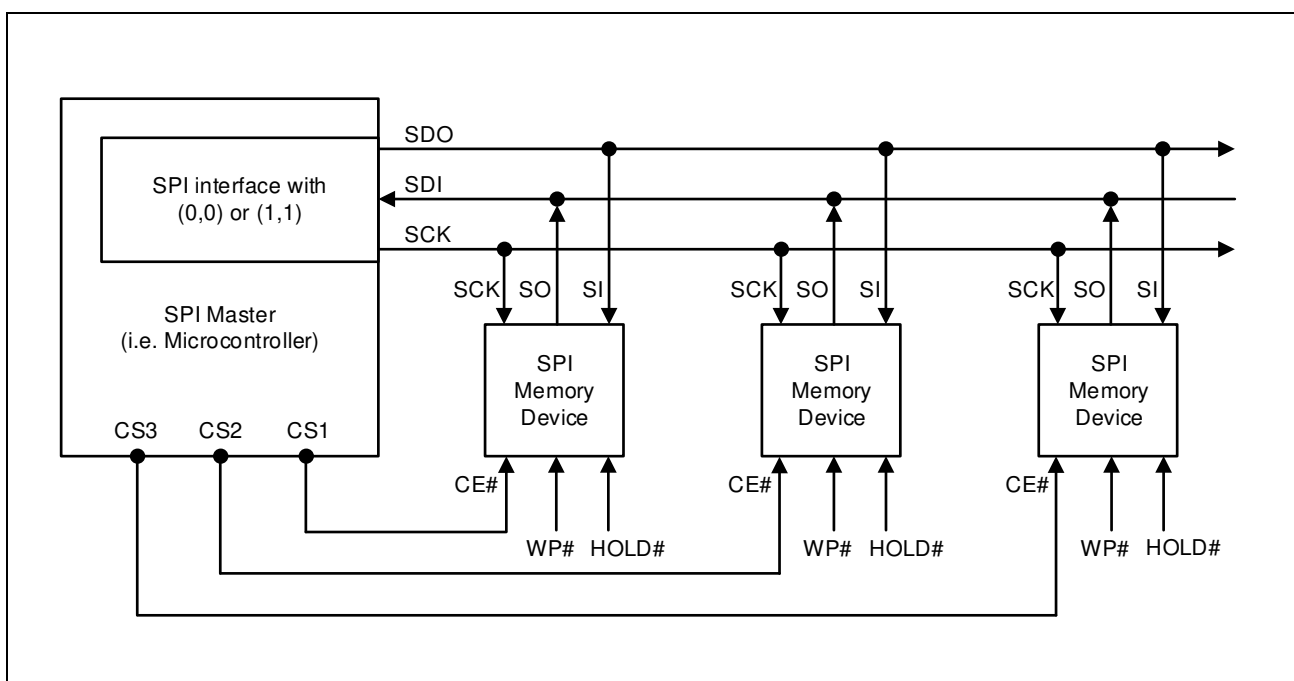 SDO
SPI interface with
(0,0) or (1,1)
SDI
SCK
SPI Master
(i.e. Microcontroller)
SCK SO SI
SCK SO SI
SCK SO SI
SPI
Memory
Device
SPI
Memory
Device
SPI
Memory
Device
CS3 CS2 CS1
CE#
WP# HOLD#
CE#
WP# HOLD#
CE#
WP# HOLD#